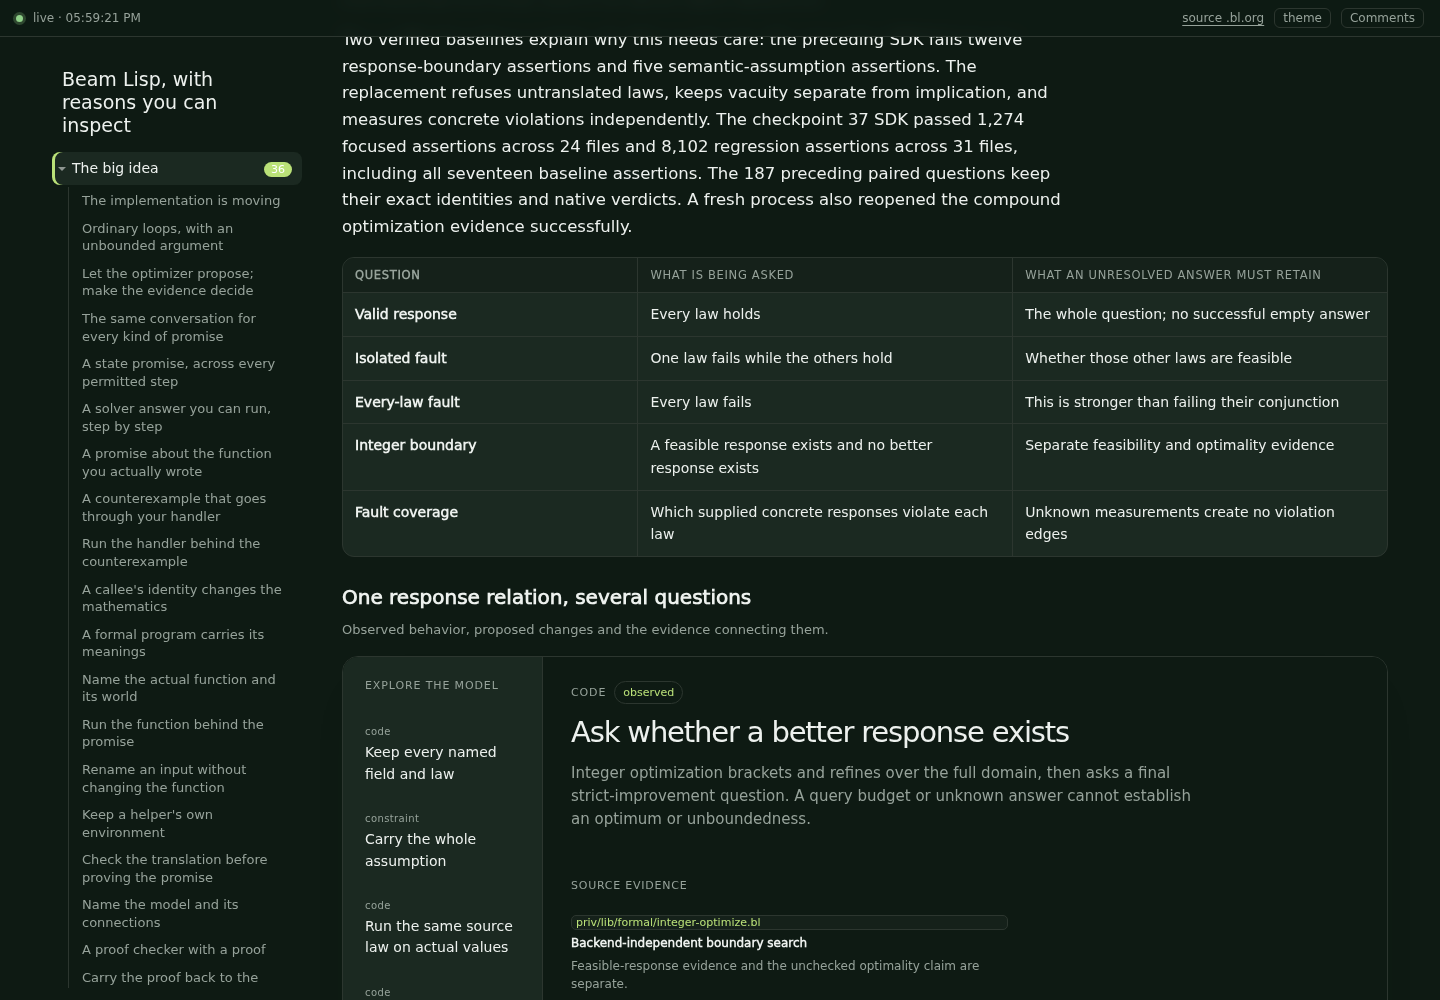 live · 05:59:21 PM
source .bl.org
theme
Comments
Beam Lisp, with
reasons you can
inspect
The big idea
36
The implementation is moving
Ordinary loops, with an
unbounded argument
Let the optimizer propose;
make the evidence decide
The same conversation for
every kind of promise
A state promise, across every
permitted step
A solver answer you can run,
step by step
A promise about the function
you actually wrote
A counterexample that goes
through your handler
Run the handler behind the
counterexample
A callee's identity changes the
mathematics
A formal program carries its
meanings
Name the actual function and
its world
Run the function behind the
promise
Rename an input without
changing the function
Keep a helper's own
environment
Check the translation before
proving the promise
Name the model and its
connections
A proof checker with a proof
Carry the proof back to the
Two verified baselines explain why this needs care: the preceding SDK fails twelve
response-boundary assertions and five semantic-assumption assertions. The
replacement refuses untranslated laws, keeps vacuity separate from implication, and
measures concrete violations independently. The checkpoint 37 SDK passed 1,274
focused assertions across 24 files and 8,102 regression assertions across 31 files,
including all seventeen baseline assertions. The 187 preceding paired questions keep
their exact identities and native verdicts. A fresh process also reopened the compound
optimization evidence successfully.
QUESTION
WHAT IS BEING ASKED
WHAT AN UNRESOLVED ANSWER MUST RETAIN
Valid response
Every law holds
The whole question; no successful empty answer
Isolated fault
One law fails while the others hold
Whether those other laws are feasible
Every-law fault
Every law fails
This is stronger than failing their conjunction
Integer boundary
A feasible response exists and no better
response exists
Separate feasibility and optimality evidence
Fault coverage
Which supplied concrete responses violate each
law
Unknown measurements create no violation
edges
One response relation, several questions
Observed behavior, proposed changes and the evidence connecting them.
EXPLORE THE MODEL
code
Keep every named
field and law
constraint
Carry the whole
assumption
code
Run the same source
law on actual values
code
CODE
observed
Ask whether a better response exists
Integer optimization brackets and refines over the full domain, then asks a final
strict-improvement question. A query budget or unknown answer cannot establish
an optimum or unboundedness.
SOURCE EVIDENCE
priv/lib/formal/integer-optimize.bl
Backend-independent boundary search
Feasible-response evidence and the unchecked optimality claim are
separate.